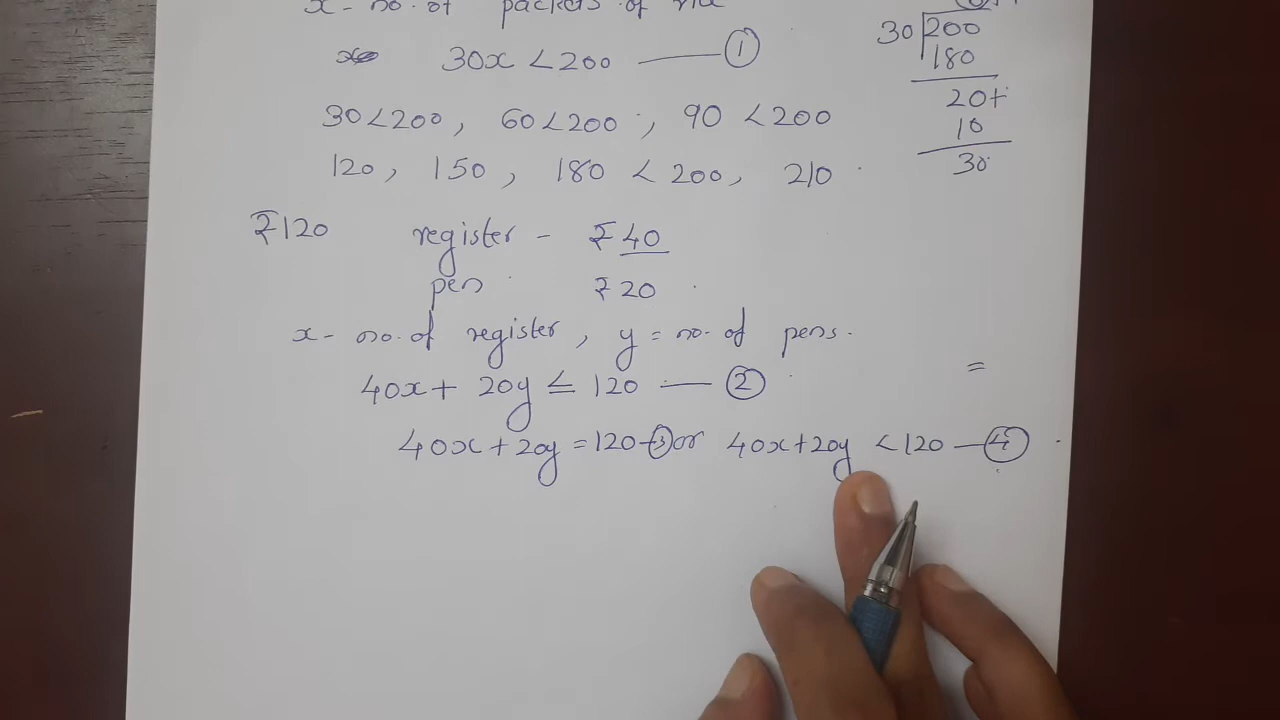 x - no. of packets of
30x < 200 —— ①
30 < 200 , 60 < 200 , 90 < 200
120 , 150 , 180 < 200 , 210
30 200
180
20+
10
30
₹120 register - ₹40
pen ₹20
x - no. of register , y = no. of pens.
=
40x + 20y ≤ 120 —— ②
40x + 20y = 120 - ③ or 40x + 20y < 120 — ④